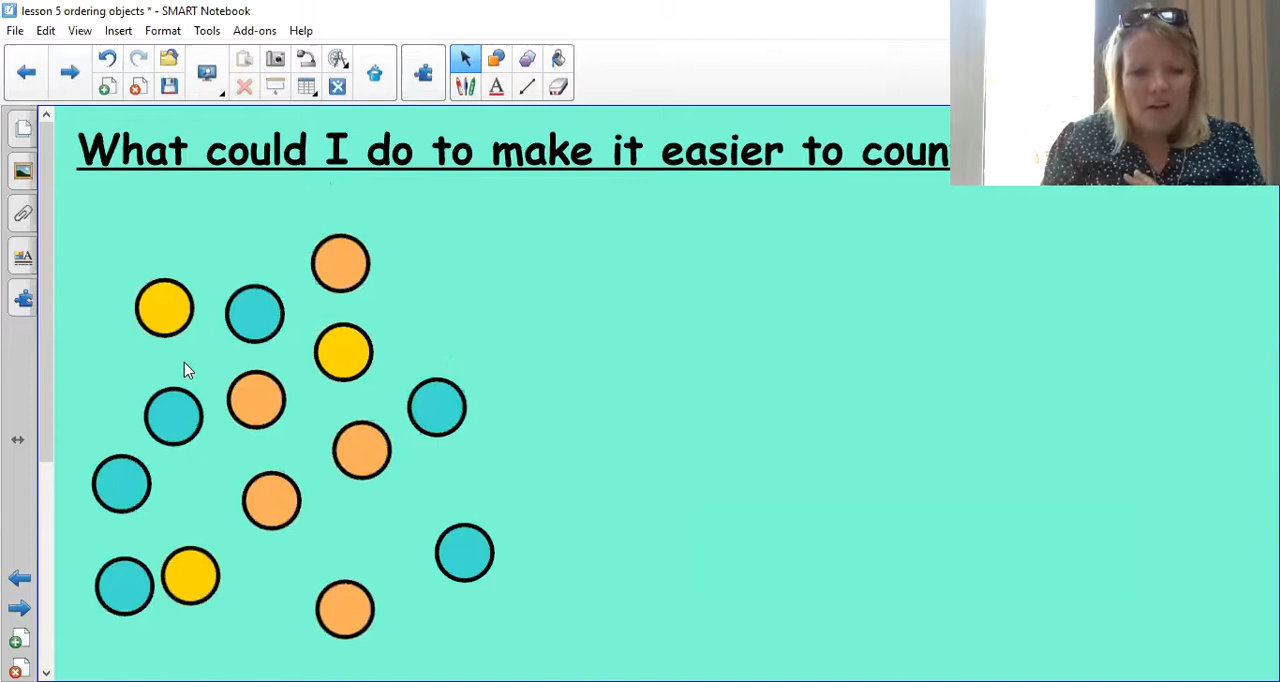 lesson 5 ordering objects * - SMART Notebook
File Edit View Insert Format Tools Add-ons Help
What could I do to make it easier to coun